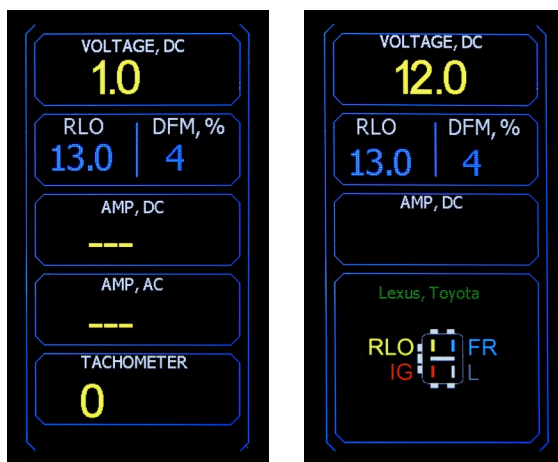 VOLTAGE, DC
1.0
RLO DFM, %
13.0 4
AMP, DC
---
AMP, AC
---
TACHOMETER
0
VOLTAGE, DC
12.0
RLO DFM, %
13.0 4
AMP, DC
Lexus, Toyota
RLO FR
IG L